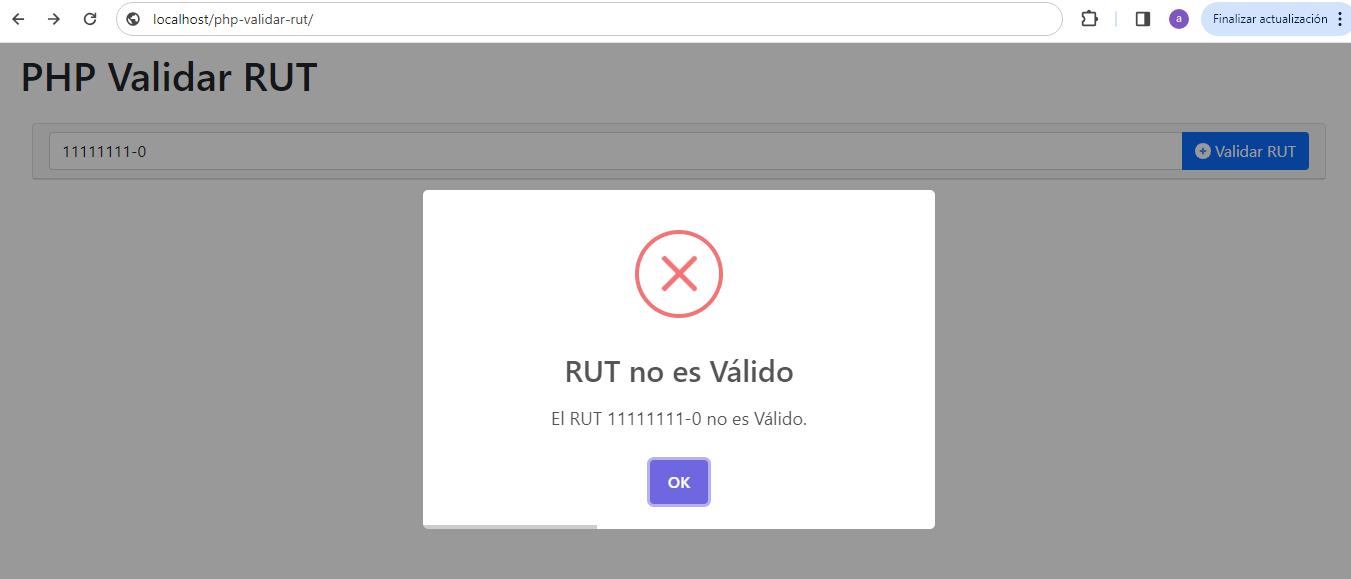 localhost/php-validar-rut/
a
Finalizar actualización
PHP Validar RUT
11111111-0
Validar RUT
RUT no es Válido
El RUT 11111111-0 no es Válido.
OK